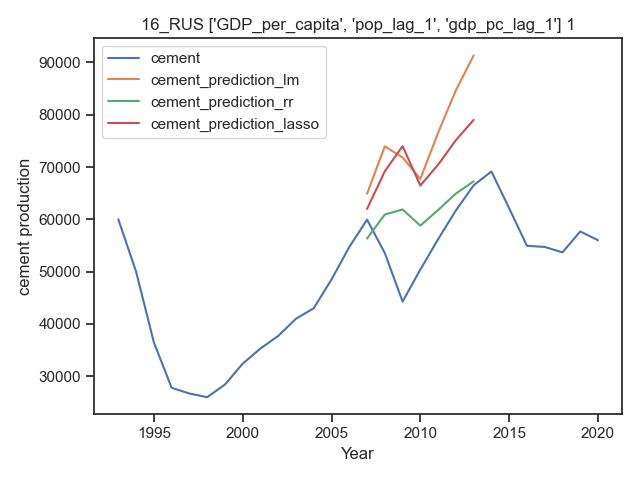 16_RUS ['GDP_per_capita', 'pop_lag_1', 'gdp_pc_lag_1'] 1
cement
cement_prediction_lm
cement_prediction_rr
cement_prediction_lasso
90000
80000
70000
60000
50000
40000
30000
cement production
1995
2000
2005
2010
2015
2020
Year